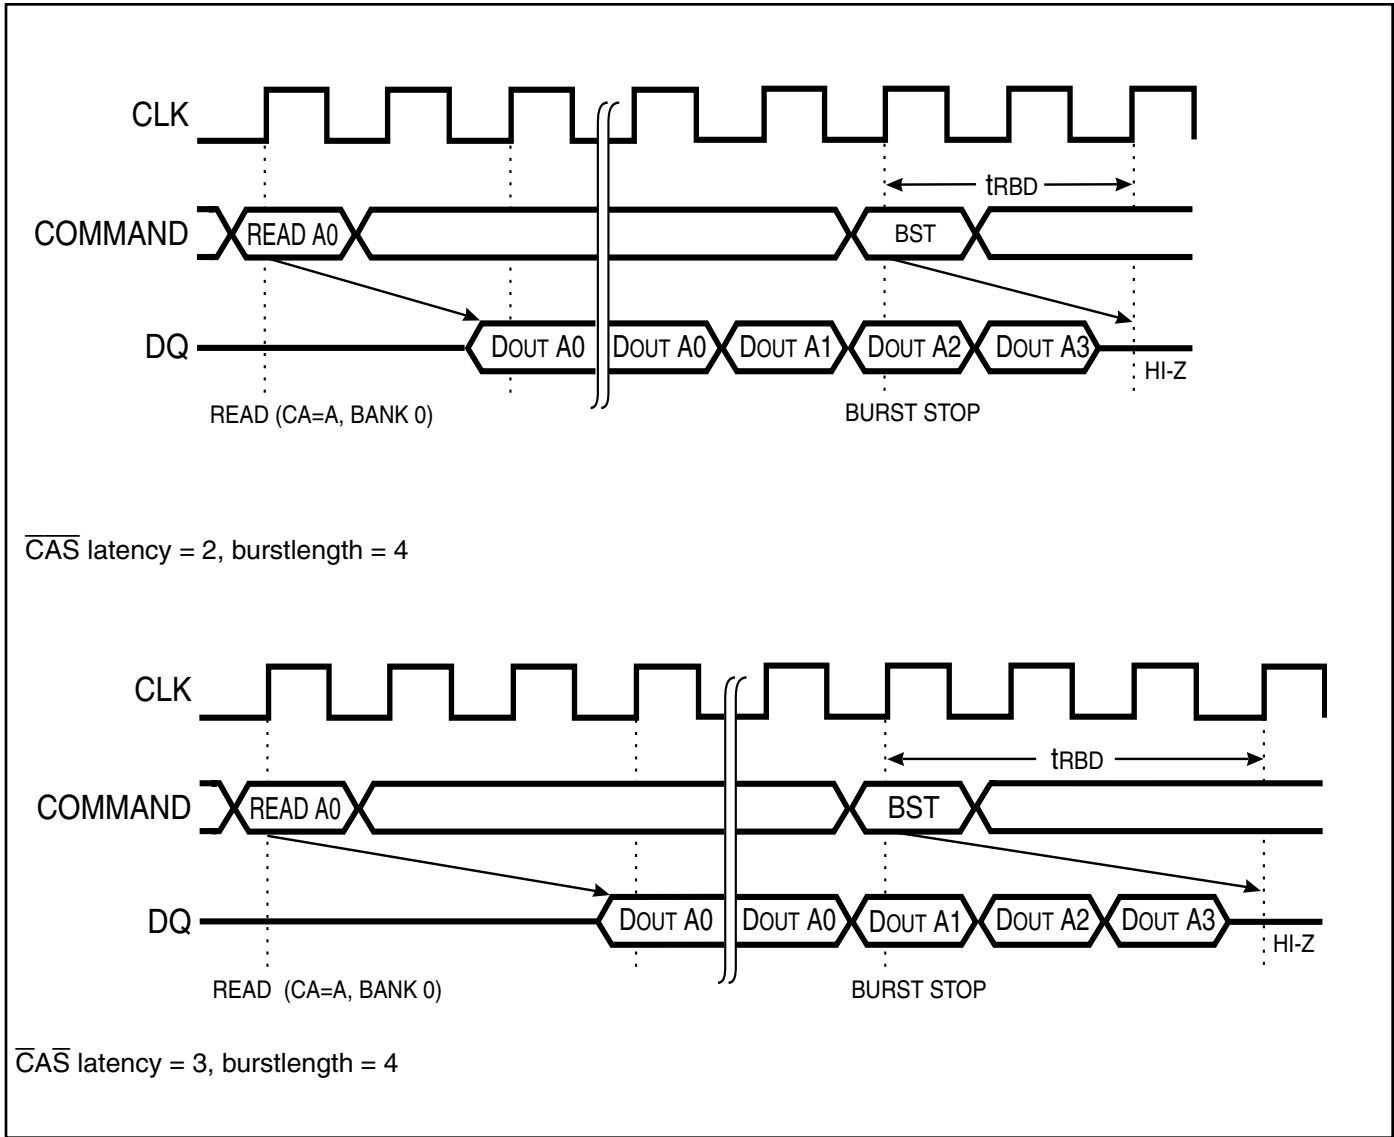 CLK
tRBD
COMMAND READ A0 BST
DQ DOUT A0 DOUT A0 DOUT A1 DOUT A2 DOUT A3
HI-Z
READ (CA=A, BANK 0) BURST STOP
C̅A̅S̅ latency = 2, burstlength = 4
CLK
tRBD
COMMAND READ A0 BST
DQ DOUT A0 DOUT A0 DOUT A1 DOUT A2 DOUT A3
HI-Z
READ (CA=A, BANK 0) BURST STOP
C̅AS̅ latency = 3, burstlength = 4